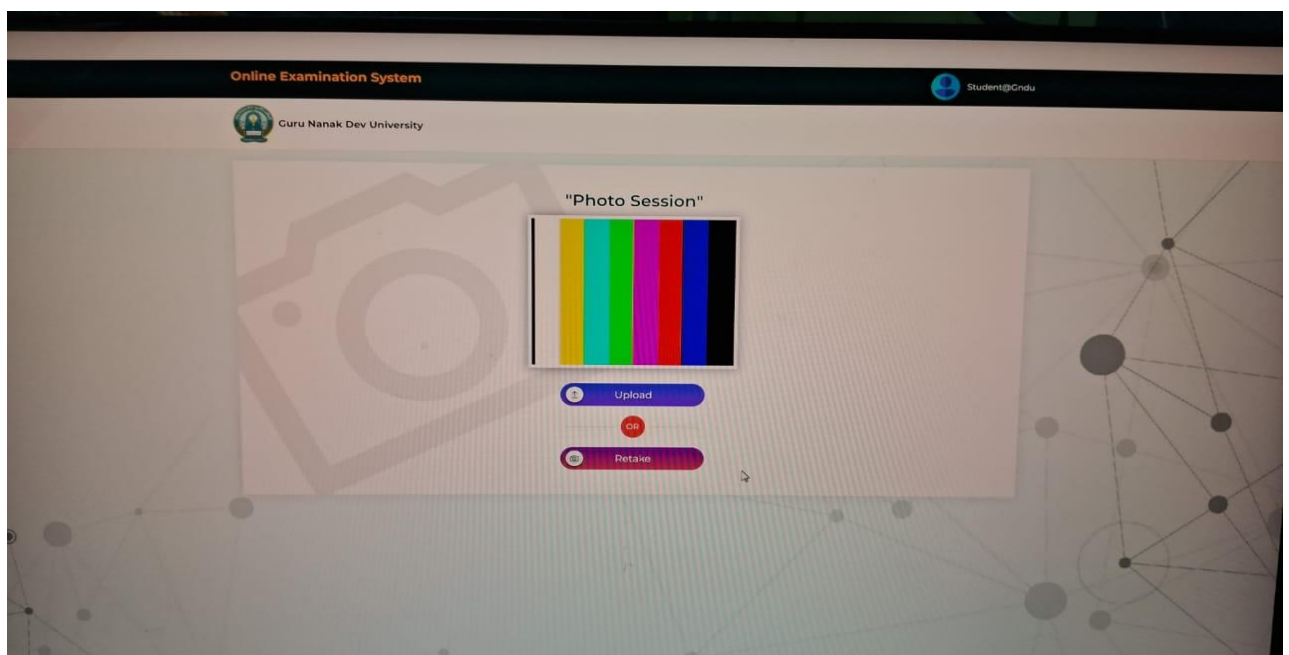 Online Examination System
Student@Gndu
Guru Nanak Dev University
"Photo Session"
Upload
OR
Retake